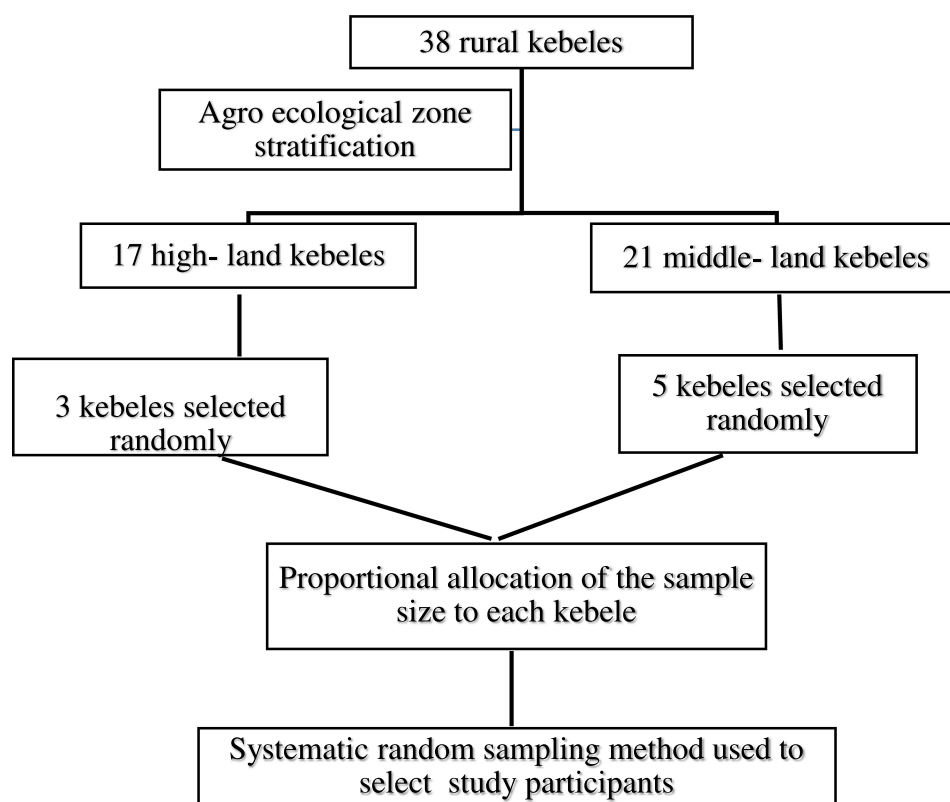 38 rural kebeles
Agro ecological zone
stratification
17 high- land kebeles
21 middle- land kebeles
3 kebeles selected
randomly
5 kebeles selected
randomly
Proportional allocation of the sample
size to each kebele
Systematic random sampling method used to
select study participants